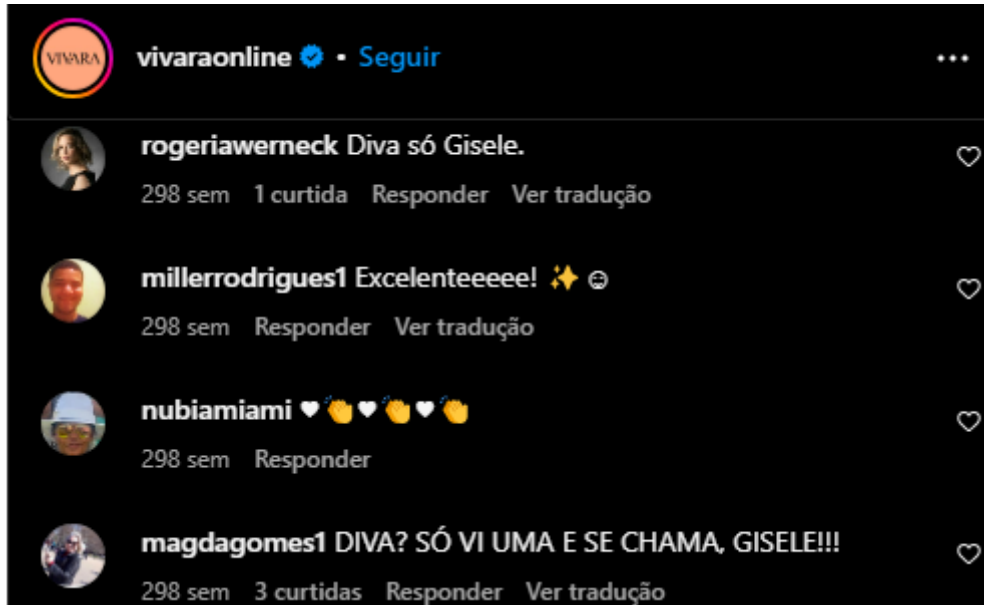 VIVARA
vivaraonline • Seguir
rogeriawerneck Diva só Gisele.
298 sem 1 curtida Responder Ver tradução
millerrodrigues1 Excelenteeeee! ✨ ☺
298 sem Responder Ver tradução
nubiamiami ♥👏♥👏♥👏
298 sem Responder
magdagomes1 DIVA? SÓ VI UMA E SE CHAMA, GISELE!!!
298 sem 3 curtidas Responder Ver tradução